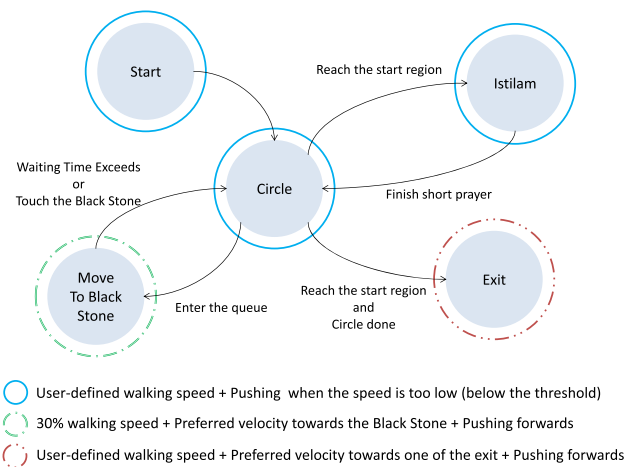 Start
Reach the start region
Istilam
Waiting Time Exceeds
or
Touch the Black Stone
Circle
Finish short prayer
Move
To Black
Stone
Enter the queue
Reach the start region
and
Circle done
Exit
User-defined walking speed + Pushing when the speed is too low (below the threshold)
30% walking speed + Preferred velocity towards the Black Stone + Pushing forwards
User-defined walking speed + Preferred velocity towards one of the exit + Pushing forwards